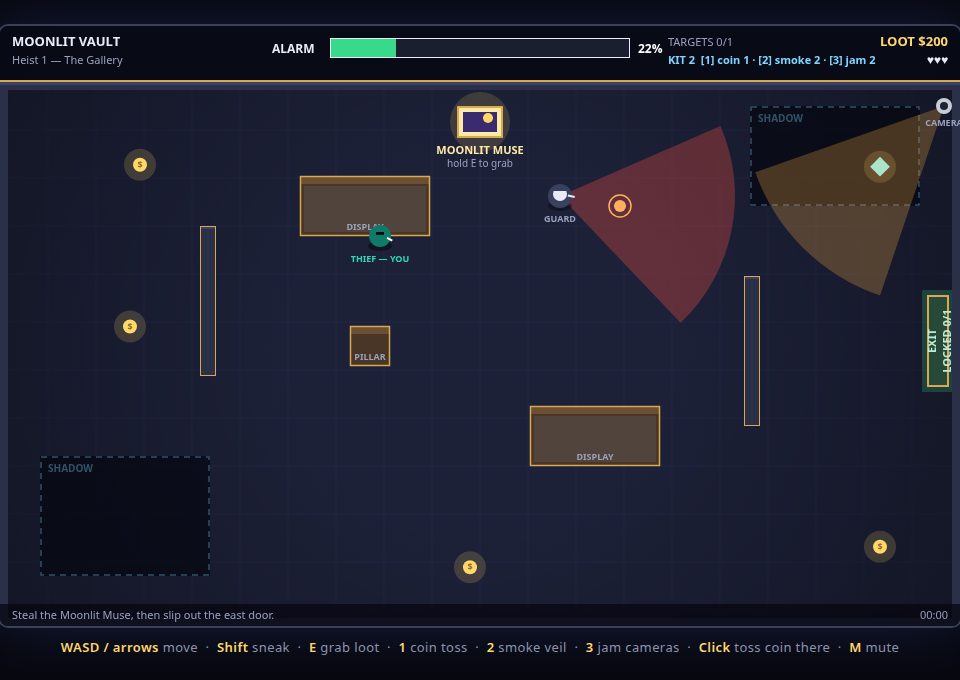 MOONLIT VAULT
Heist 1 — The Gallery
ALARM
22%
TARGETS 0/1
LOOT $200
KIT 2 [1] coin 1 · [2] smoke 2 · [3] jam 2
♥♥♥
SHADOW
CAMERA
$
MOONLIT MUSE
hold E to grab
GUARD
DISPLAY
THIEF — YOU
$
PILLAR
EXIT
LOCKED 0/1
DISPLAY
SHADOW
$
$
Steal the Moonlit Muse, then slip out the east door.
00:00
WASD / arrows move · Shift sneak · E grab loot · 1 coin toss · 2 smoke veil · 3 jam cameras · Click toss coin there · M mute